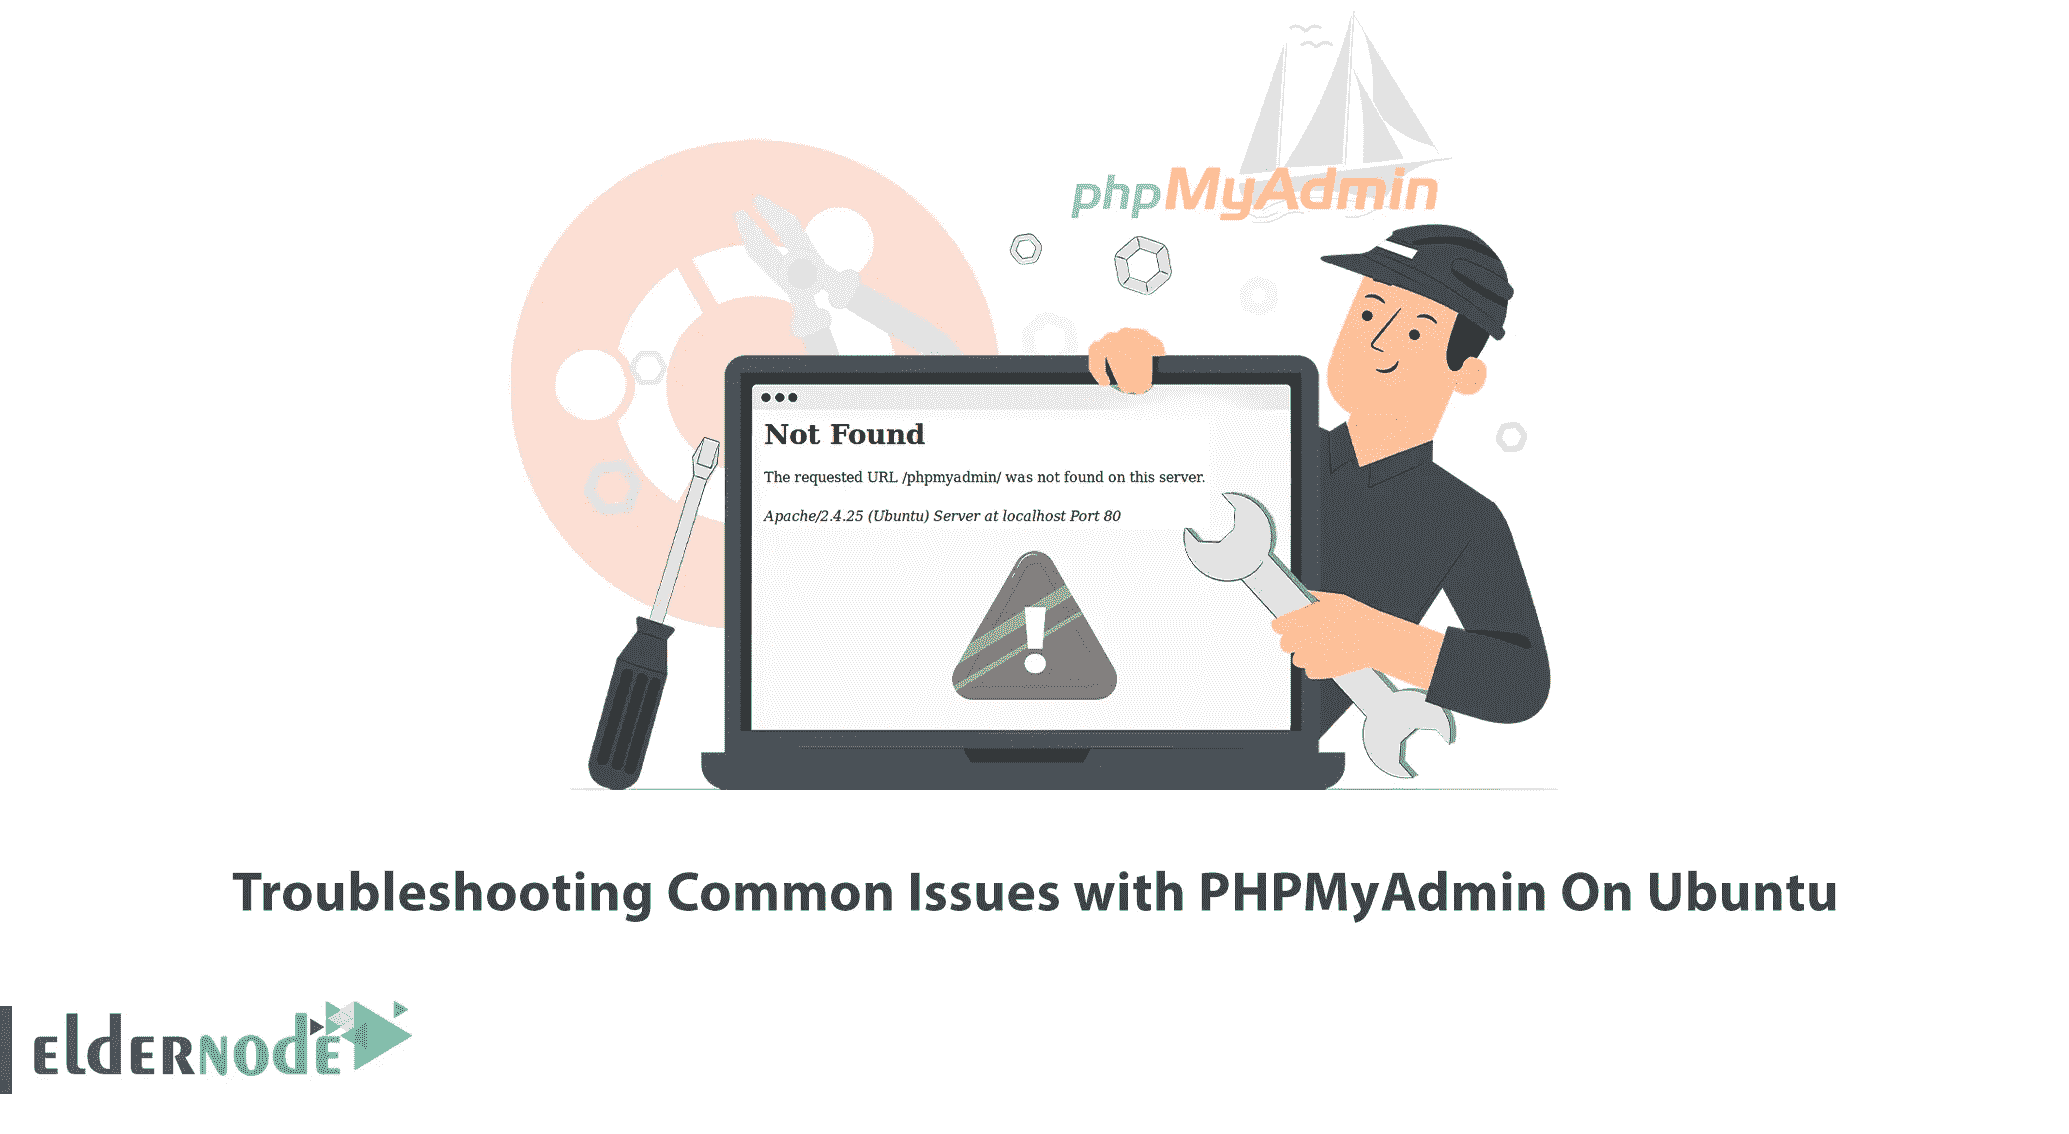 phpMyAdmin
Not Found
The requested URL /phpmyadmin/ was not found on this server.
Apache/2.4.25 (Ubuntu) Server at localhost Port 80
Troubleshooting Common Issues with PHPMyAdmin On Ubuntu
ElderNode